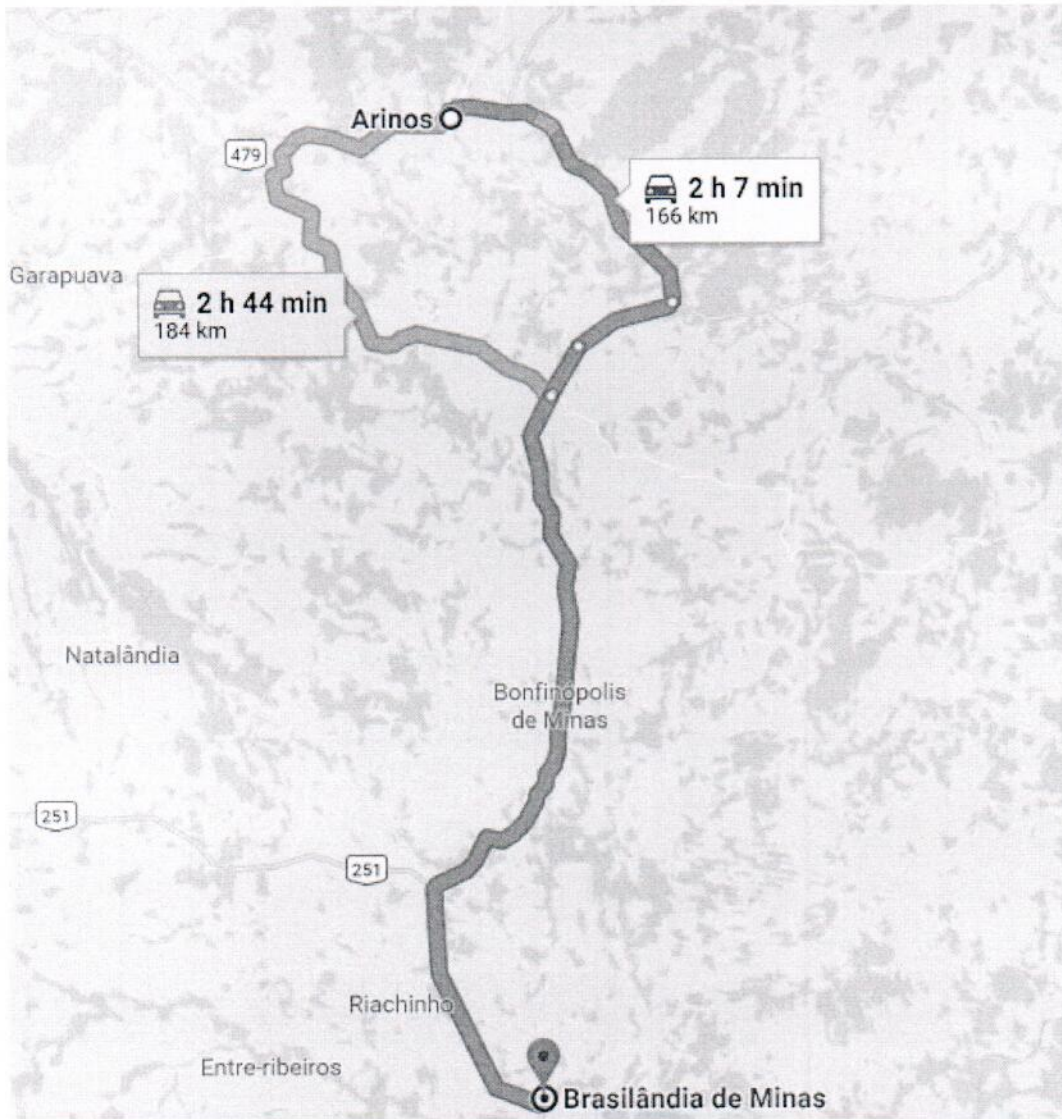 Arinos
479
2 h 7 min
166 km
Garapuava
2 h 44 min
184 km
Natalândia
Bonfinópolis
de Minas
251
251
Riachinho
Entre-ribeiros
Brasilândia de Minas